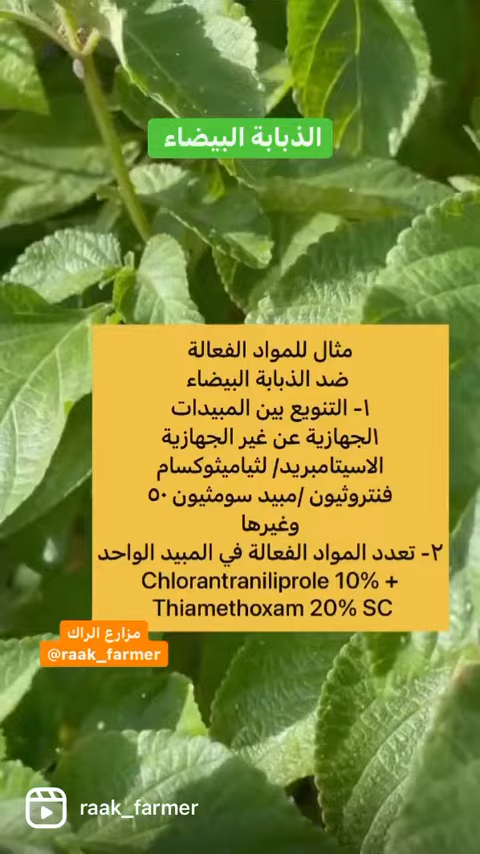 الذبابة البيضاء
مثال للمواد الفعالة
ضد الذبابة البيضاء
١- التنويع بين المبيدات
الجهازية عن غير الجهازية
الاسيتامبريد/ لثياميثوكسام
فنتروثيون /مبيد سومثيون ٥٠
وغيرها
٢- تعدد المواد الفعالة في المبيد الواحد
Chlorantraniliprole 10% +
Thiamethoxam 20% SC
مزارع الراك
@raak_farmer
raak_farmer